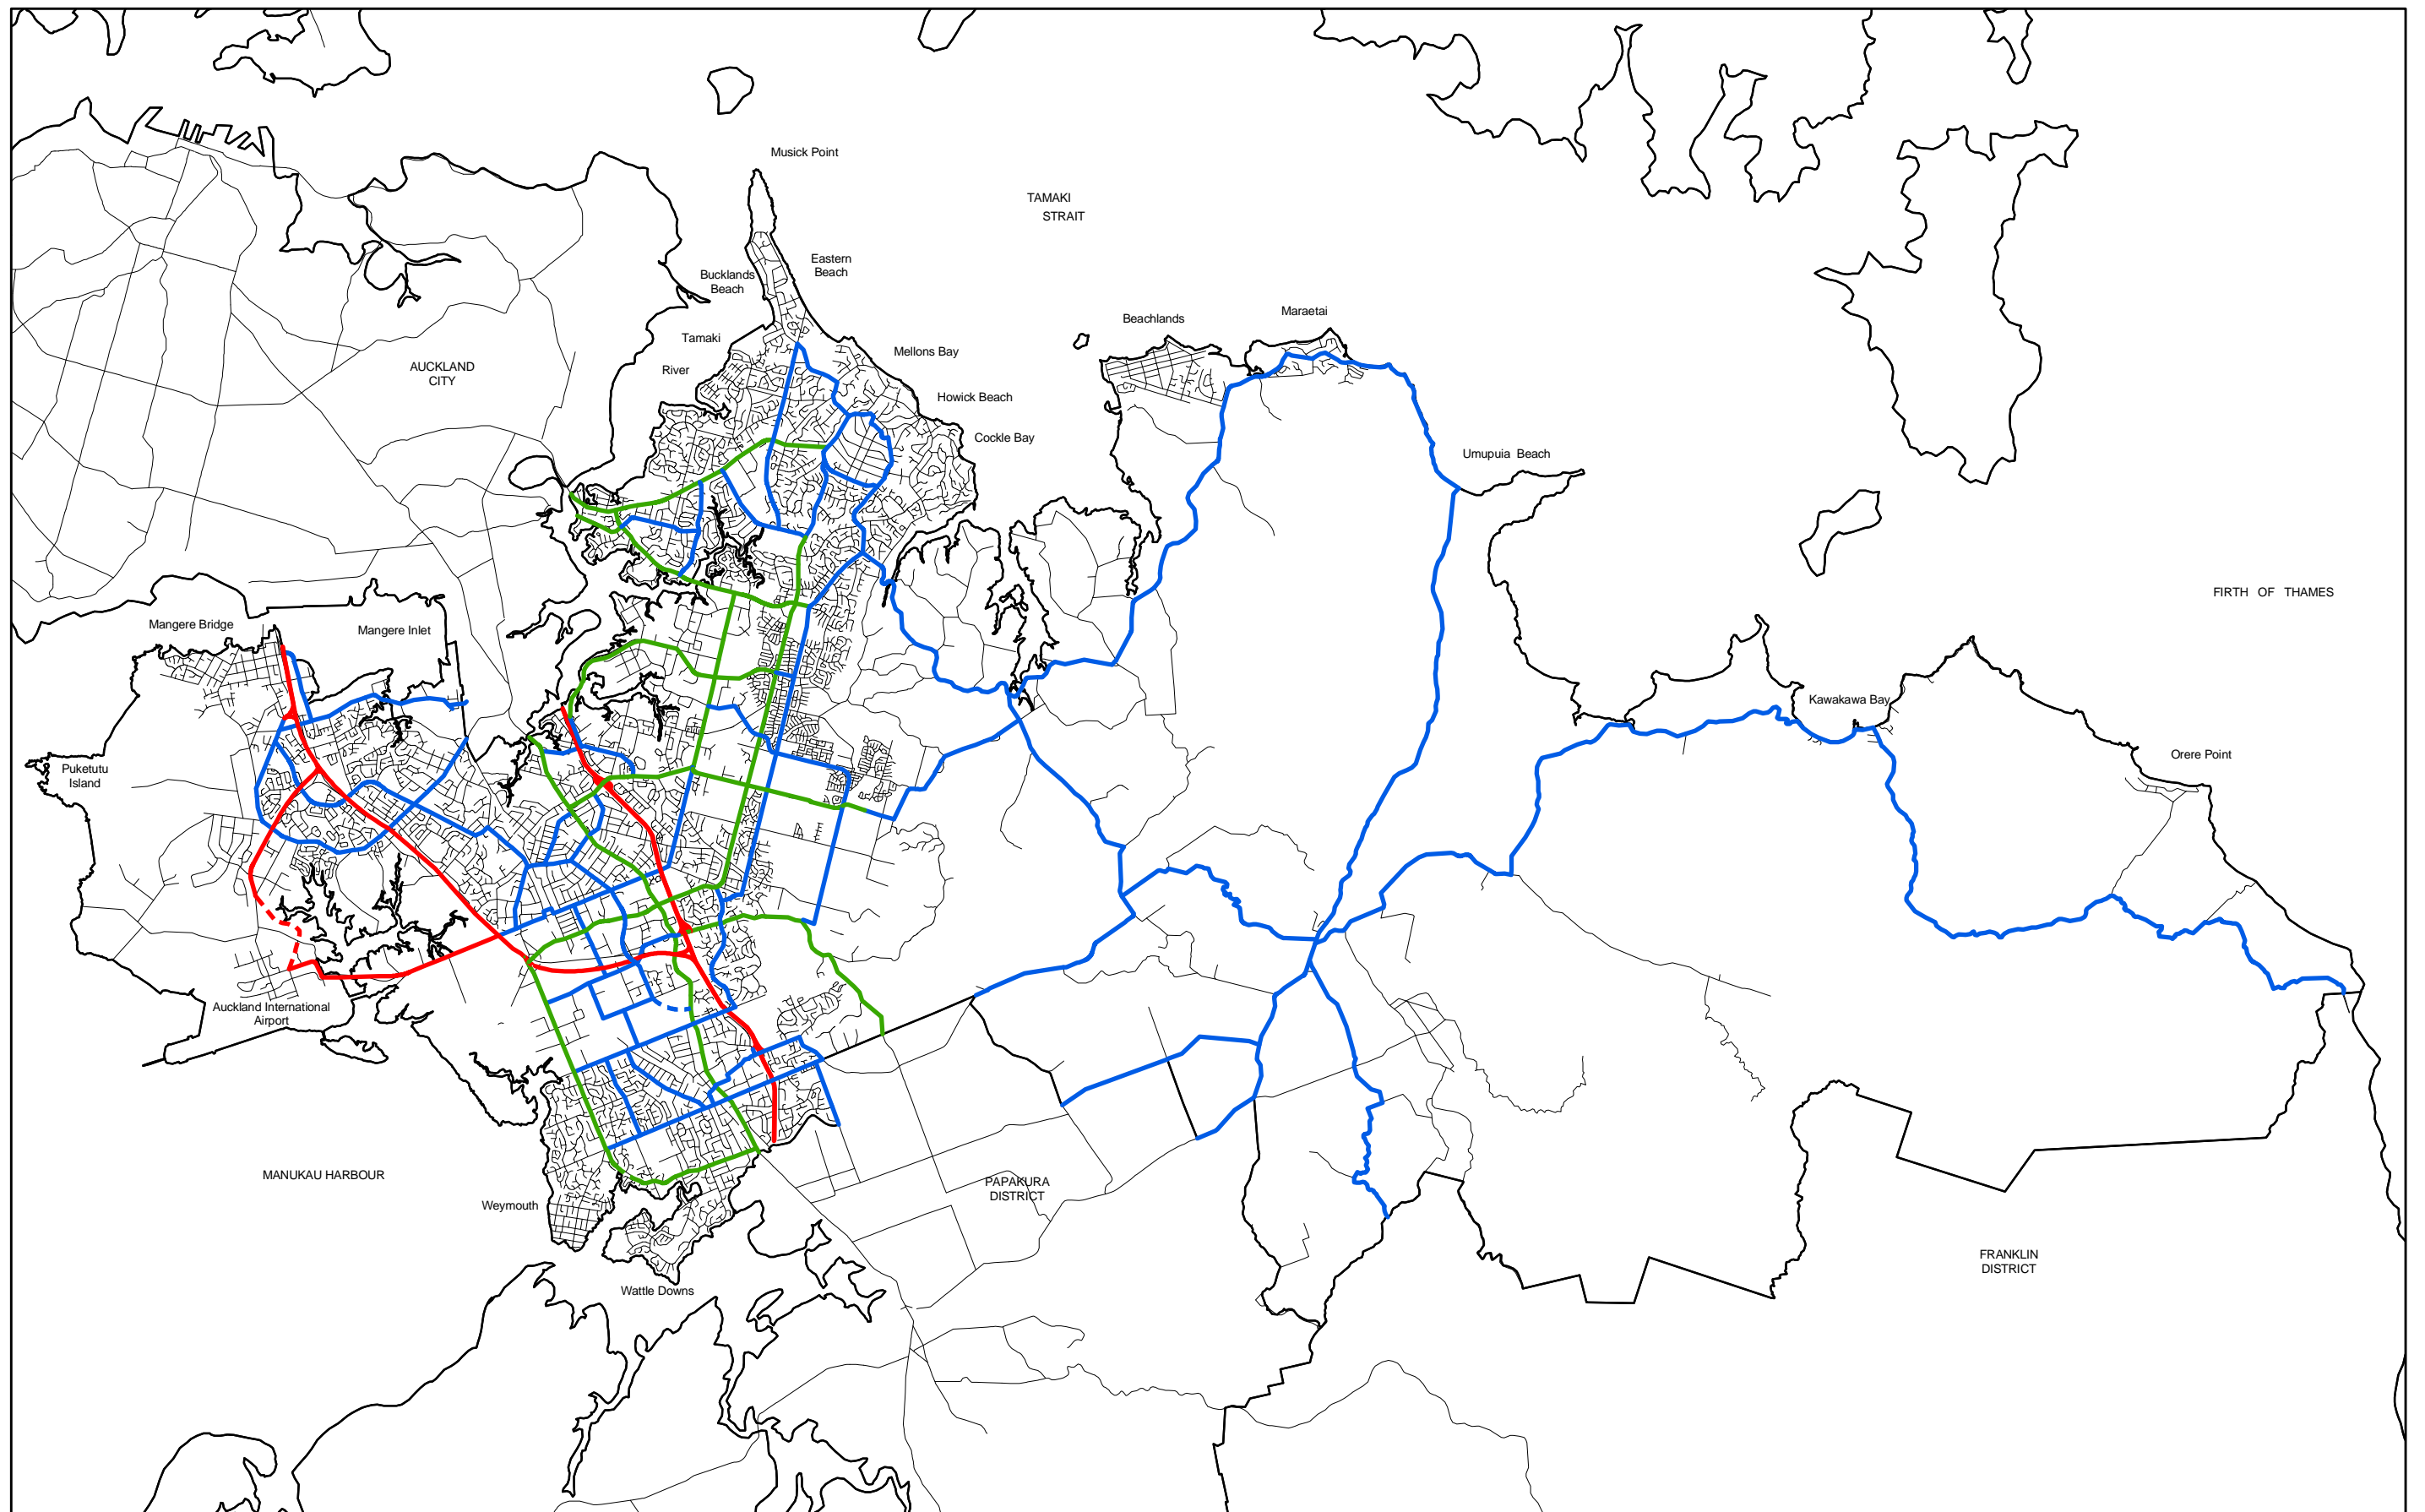 Musick Point
TAMAKI
STRAIT
Eastern
Beach
Bucklands
Beach
Maraetai
Beachlands
Tamaki
Mellons Bay
River
AUCKLAND
CITY
Howick Beach
Cockle Bay
Umupuia Beach
FIRTH OF THAMES
Mangere Bridge
Mangere Inlet
Kawakawa Bay
Orere Point
Puketutu
Island
Auckland International
Airport
MANUKAU HARBOUR
PAPAKURA
DISTRICT
Weymouth
FRANKLIN
DISTRICT
Wattle Downs